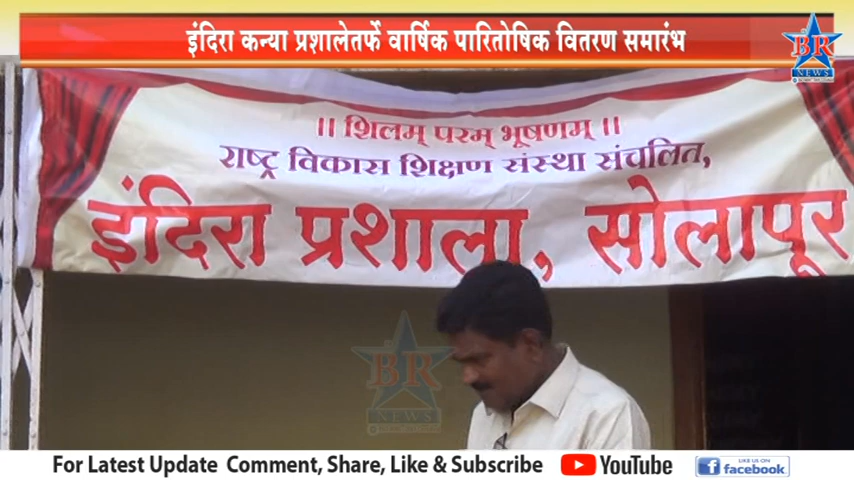 इंदिरा कन्या प्रशालेतर्फे वार्षिक पारितोषिक वितरण समारंभ
BR
NEWS
॥ शिलम् परम् भूषणम् ॥
राष्ट्र विकास शिक्षण संस्था संचलित,
इंदिरा प्रशाला, सोलापूर
BR
NEWS
For Latest Update Comment, Share, Like & Subscribe YouTube LIKE US ON facebook